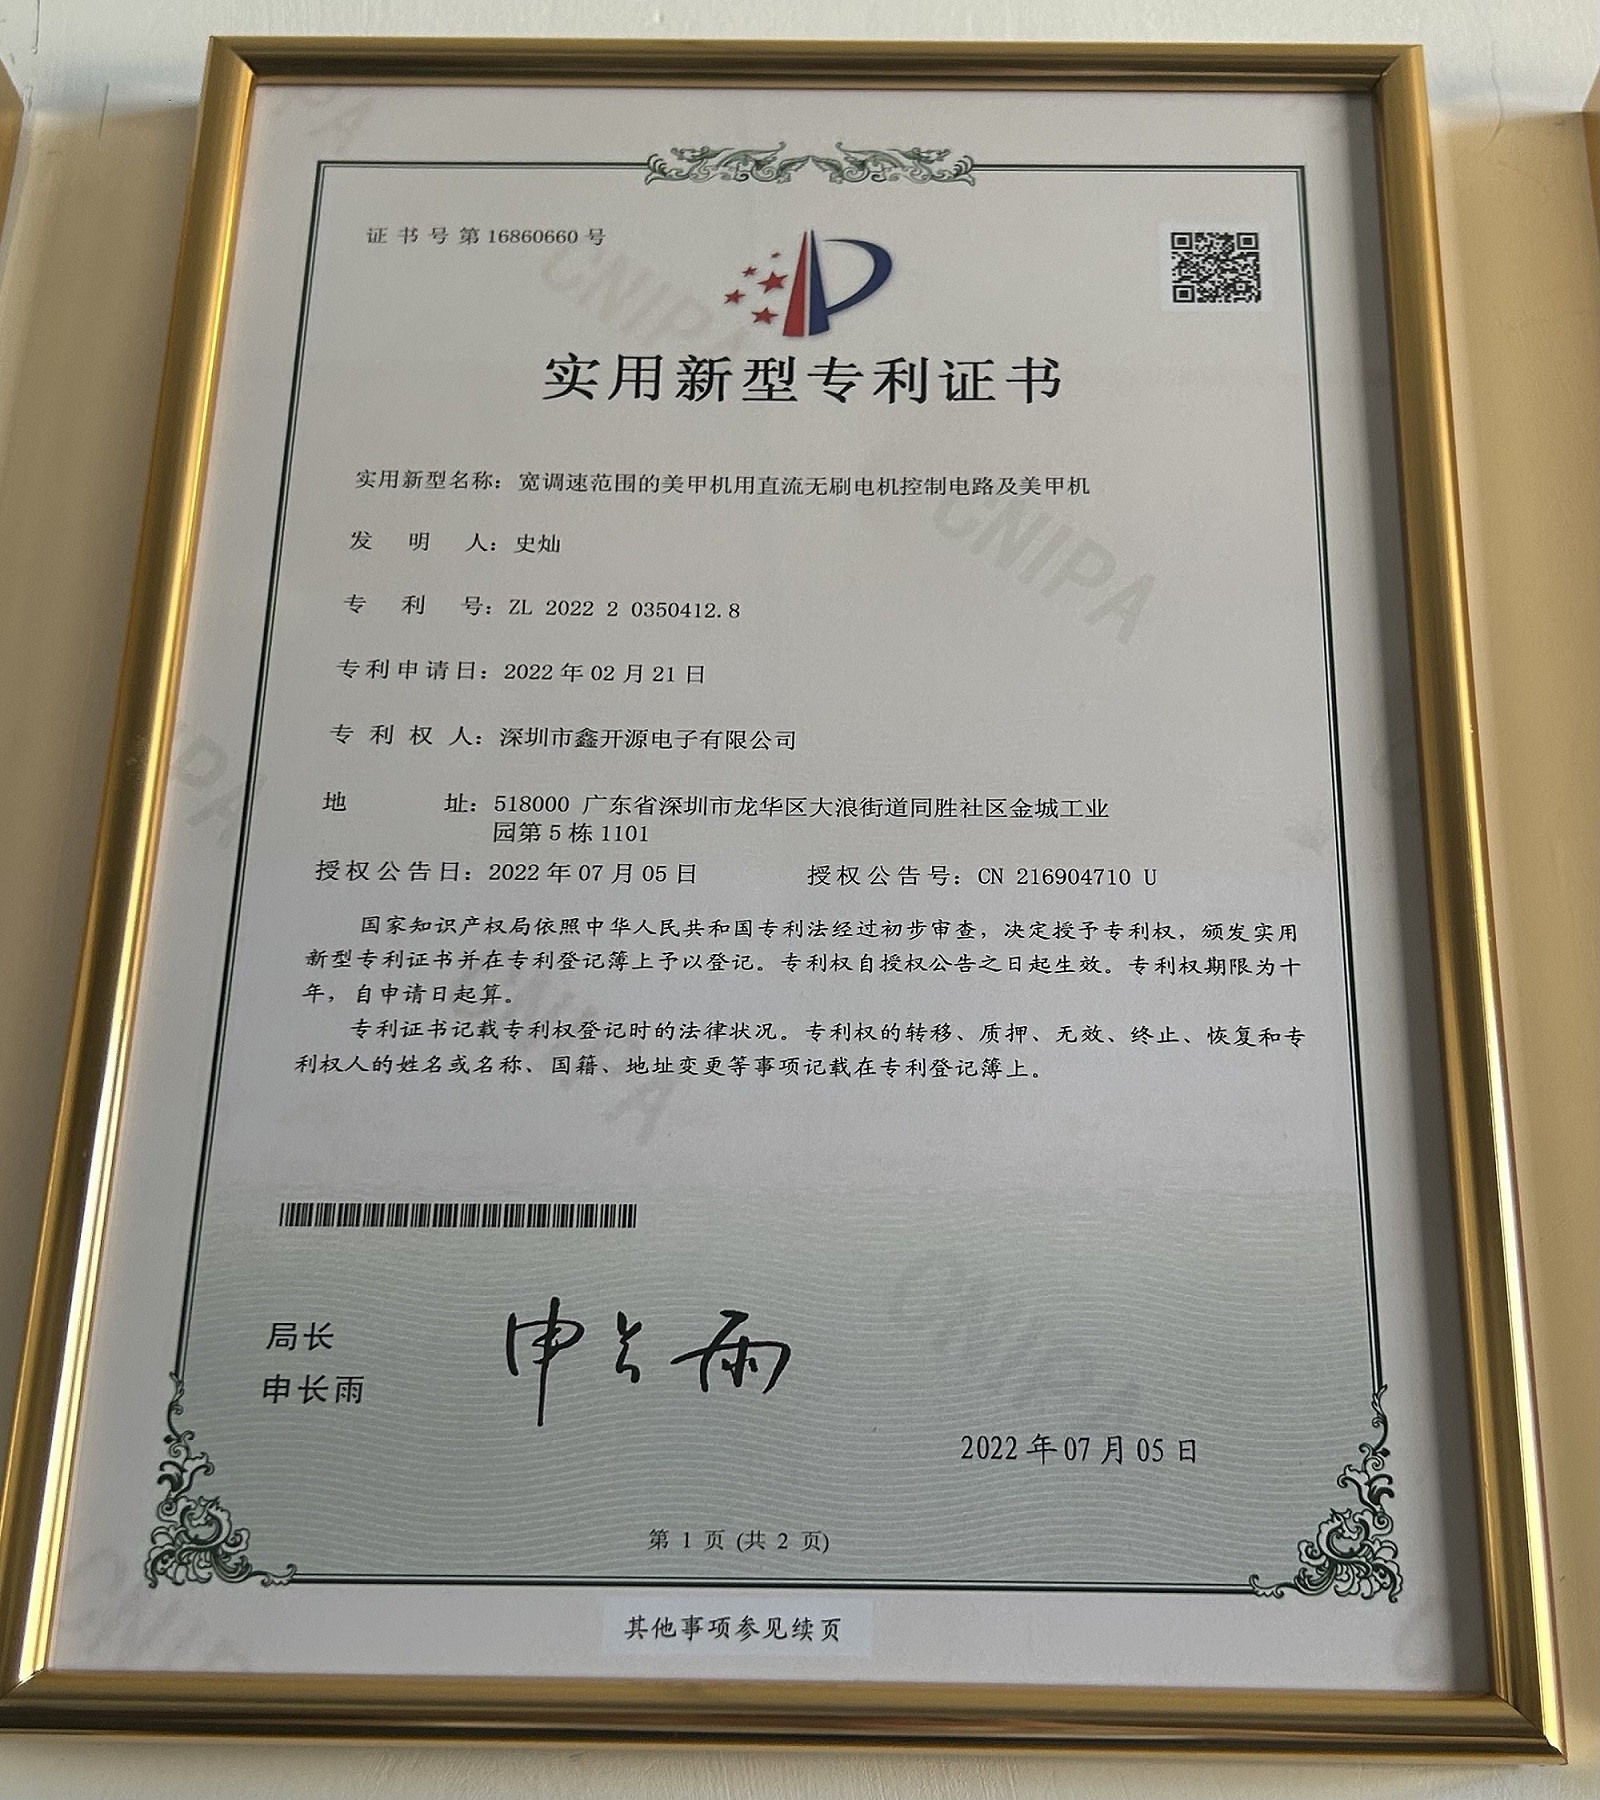 证书号第16860660号
实用新型专利证书
实用新型名称：宽调速范围的美甲机用直流无刷电机控制电路及美甲机
发明人：史灿
专利号：ZL 2022 2 0350412.8
专利申请日：2022年02月21日
专利权人：深圳市鑫开源电子有限公司
地址：518000 广东省深圳市龙华区大浪街道同胜社区金城工业
园第5栋1101
授权公告日：2022年07月05日 授权公告号：CN 216904710 U
国家知识产权局依照中华人民共和国专利法经过初步审查，决定授予专利权，颁发实用
新型专利证书并在专利登记簿上予以登记。专利权自授权公告之日起生效。专利权期限为十
年，自申请日起算。
专利证书记载专利权登记时的法律状况。专利权的转移、质押、无效、终止、恢复和专
利权人的姓名或名称、国籍、地址变更等事项记载在专利登记簿上。
局长
申长雨
申长雨
2022年07月05日
第 1 页 (共 2 页)
其他事项参见续页
CNIPA
CNIPA
CNIPA
CNIPA